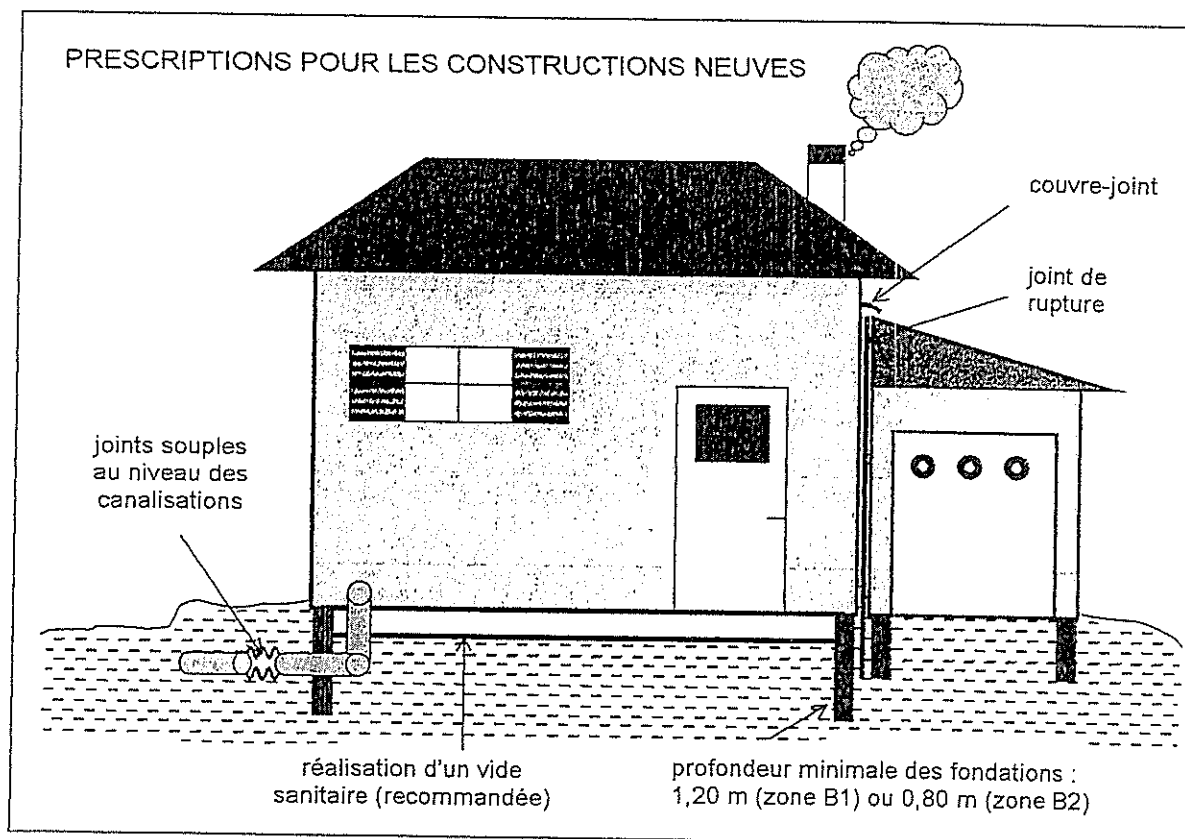 PRESCRIPTIONS POUR LES CONSTRUCTIONS NEUVES
couvre-joint
joint de
rupture
joints souples
au niveau des
canalisations
réalisation d'un vide
sanitaire (recommandée)
profondeur minimale des fondations :
1,20 m (zone B1) ou 0,80 m (zone B2)